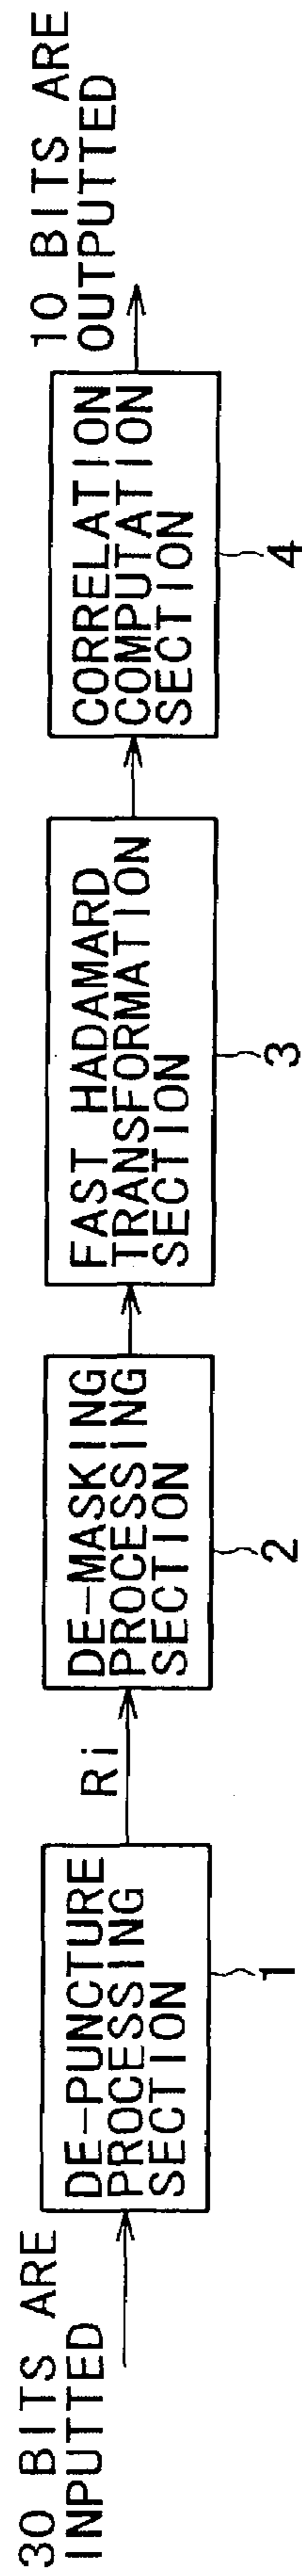 30 BITS ARE
INPUTTED
DE-PUNCTURE
PROCESSING
SECTION
1
Ri
DE-MASKING
PROCESSING
SECTION
2
FAST HADAMARD
TRANSFORMATION
SECTION
3
CORRELATION
COMPUTATION
SECTION
4
10 BITS ARE
OUTPUTTED